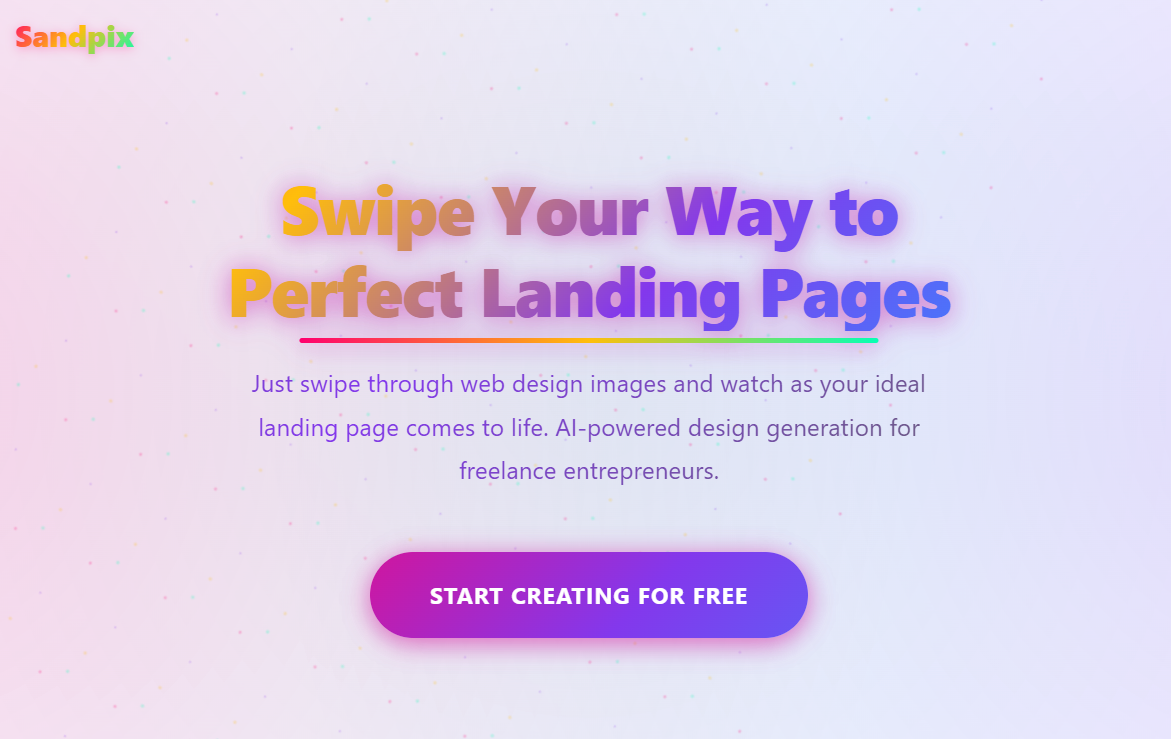 Sandpix
Swipe Your Way to
Perfect Landing Pages
Just swipe through web design images and watch as your ideal
landing page comes to life. AI-powered design generation for
freelance entrepreneurs.
START CREATING FOR FREE